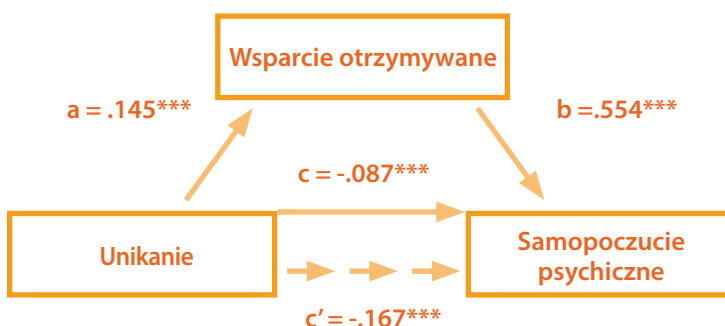 Wsparcie otrzymywane
a = .145***
b =.554***
c = -.087***
Unikanie
Samopoczucie
psychiczne
c’ = -.167***